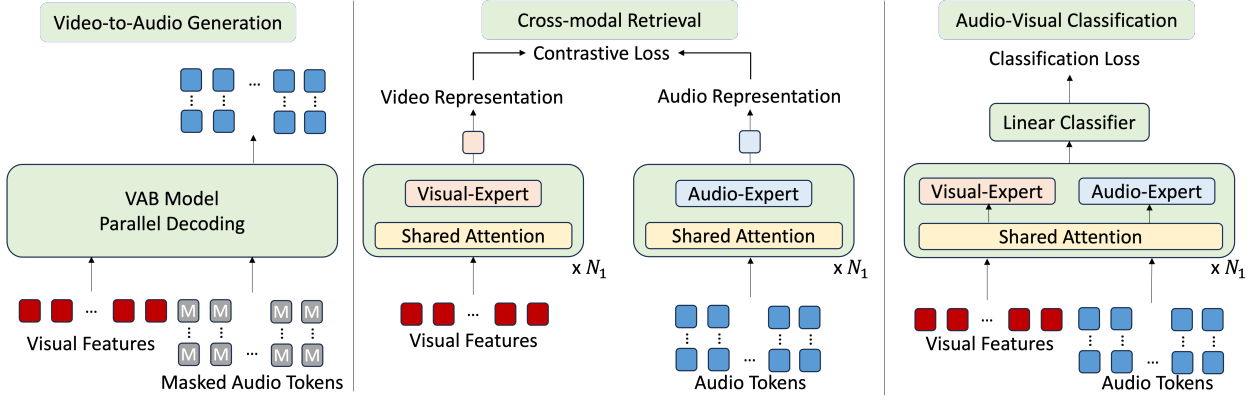 Video-to-Audio Generation
...
VAB Model
Parallel Decoding
...
M M M M
M M ... M M
Visual Features
Masked Audio Tokens
Cross-modal Retrieval
Contrastive Loss
Video Representation
Audio Representation
Visual-Expert
Shared Attention
x N₁
...
Visual Features
Audio-Expert
Shared Attention
x N₁
...
Audio Tokens
Audio-Visual Classification
Classification Loss
Linear Classifier
Visual-Expert
Audio-Expert
Shared Attention
x N₁
...
Visual Features
...
Audio Tokens